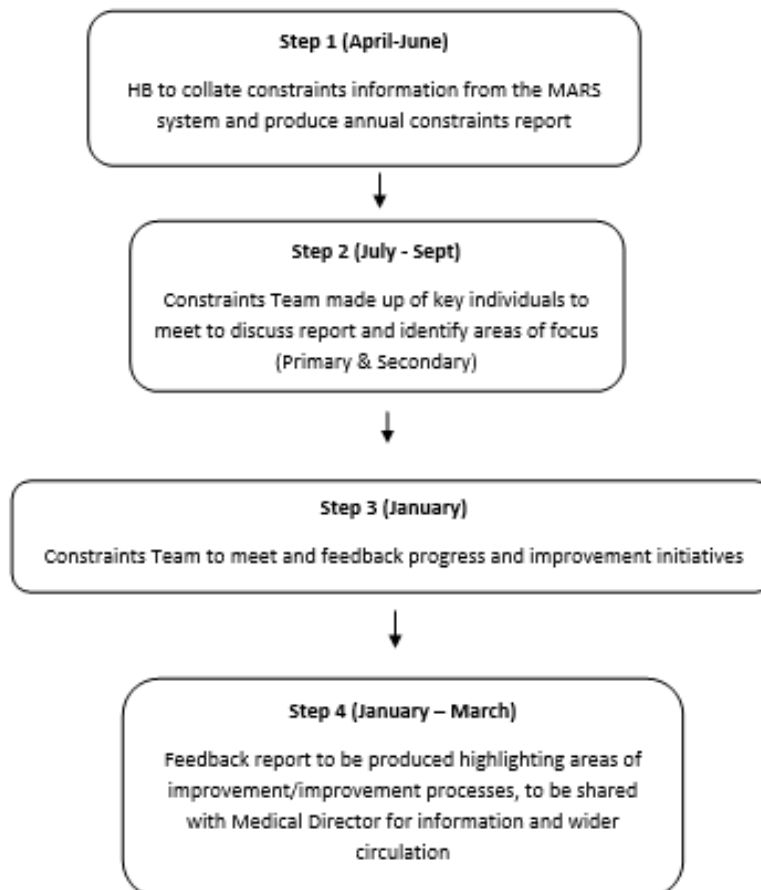 Step 1 (April-June)
HB to collate constraints information from the MARS
system and produce annual constraints report
Step 2 (July - Sept)
Constraints Team made up of key individuals to
meet to discuss report and identify areas of focus
(Primary & Secondary)
Step 3 (January)
Constraints Team to meet and feedback progress and improvement initiatives
Step 4 (January – March)
Feedback report to be produced highlighting areas of
improvement/improvement processes, to be shared
with Medical Director for information and wider
circulation